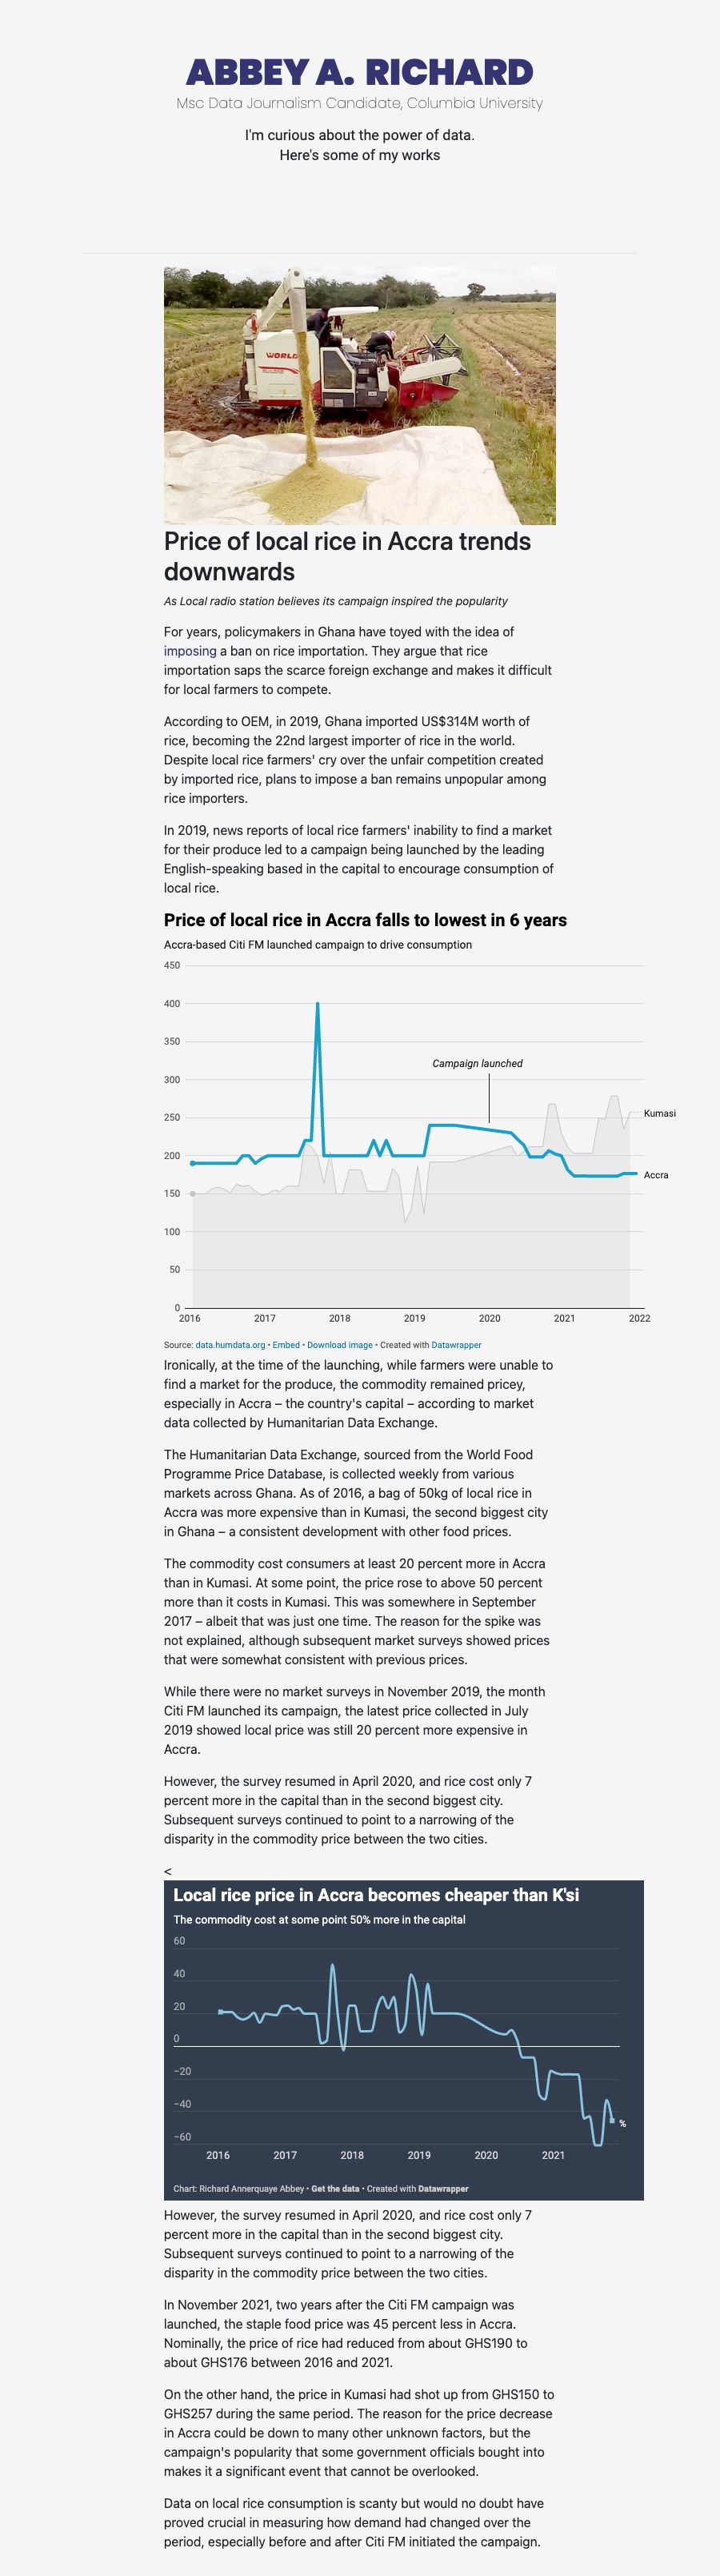 ABBEY A. RICHARD
Msc Data Journalism Candidate, Columbia University
I'm curious about the power of data.
Here's some of my works
WORLD
Price of local rice in Accra trends
downwards
As Local radio station believes its campaign inspired the popularity
For years, policymakers in Ghana have toyed with the idea of
imposing a ban on rice importation. They argue that rice
importation saps the scarce foreign exchange and makes it difficult
for local farmers to compete.
According to OEM, in 2019, Ghana imported US$314M worth of
rice, becoming the 22nd largest importer of rice in the world.
Despite local rice farmers' cry over the unfair competition created
by imported rice, plans to impose a ban remains unpopular among
rice importers.
In 2019, news reports of local rice farmers' inability to find a market
for their produce led to a campaign being launched by the leading
English-speaking based in the capital to encourage consumption of
local rice.
Price of local rice in Accra falls to lowest in 6 years
Accra-based Citi FM launched campaign to drive consumption
450
400
350
300
250
200
150
100
50
0
Campaign launched
Kumasi
Accra
2016 2017 2018 2019 2020 2021 2022
Source: data.humdata.org • Embed • Download image • Created with Datawrapper
Ironically, at the time of the launching, while farmers were unable to
find a market for the produce, the commodity remained pricey,
especially in Accra – the country's capital – according to market
data collected by Humanitarian Data Exchange.
The Humanitarian Data Exchange, sourced from the World Food
Programme Price Database, is collected weekly from various
markets across Ghana. As of 2016, a bag of 50kg of local rice in
Accra was more expensive than in Kumasi, the second biggest city
in Ghana – a consistent development with other food prices.
The commodity cost consumers at least 20 percent more in Accra
than in Kumasi. At some point, the price rose to above 50 percent
more than it costs in Kumasi. This was somewhere in September
2017 – albeit that was just one time. The reason for the spike was
not explained, although subsequent market surveys showed prices
that were somewhat consistent with previous prices.
While there were no market surveys in November 2019, the month
Citi FM launched its campaign, the latest price collected in July
2019 showed local price was still 20 percent more expensive in
Accra.
However, the survey resumed in April 2020, and rice cost only 7
percent more in the capital than in the second biggest city.
Subsequent surveys continued to point to a narrowing of the
disparity in the commodity price between the two cities.
<
Local rice price in Accra becomes cheaper than K'si
The commodity cost at some point 50% more in the capital
60
40
20
0
−20
−40
−60
%
2016 2017 2018 2019 2020 2021
Chart: Richard Annerquaye Abbey • Get the data • Created with Datawrapper
However, the survey resumed in April 2020, and rice cost only 7
percent more in the capital than in the second biggest city.
Subsequent surveys continued to point to a narrowing of the
disparity in the commodity price between the two cities.
In November 2021, two years after the Citi FM campaign was
launched, the staple food price was 45 percent less in Accra.
Nominally, the price of rice had reduced from about GHS190 to
about GHS176 between 2016 and 2021.
On the other hand, the price in Kumasi had shot up from GHS150 to
GHS257 during the same period. The reason for the price decrease
in Accra could be down to many other unknown factors, but the
campaign's popularity that some government officials bought into
makes it a significant event that cannot be overlooked.
Data on local rice consumption is scanty but would no doubt have
proved crucial in measuring how demand had changed over the
period, especially before and after Citi FM initiated the campaign.